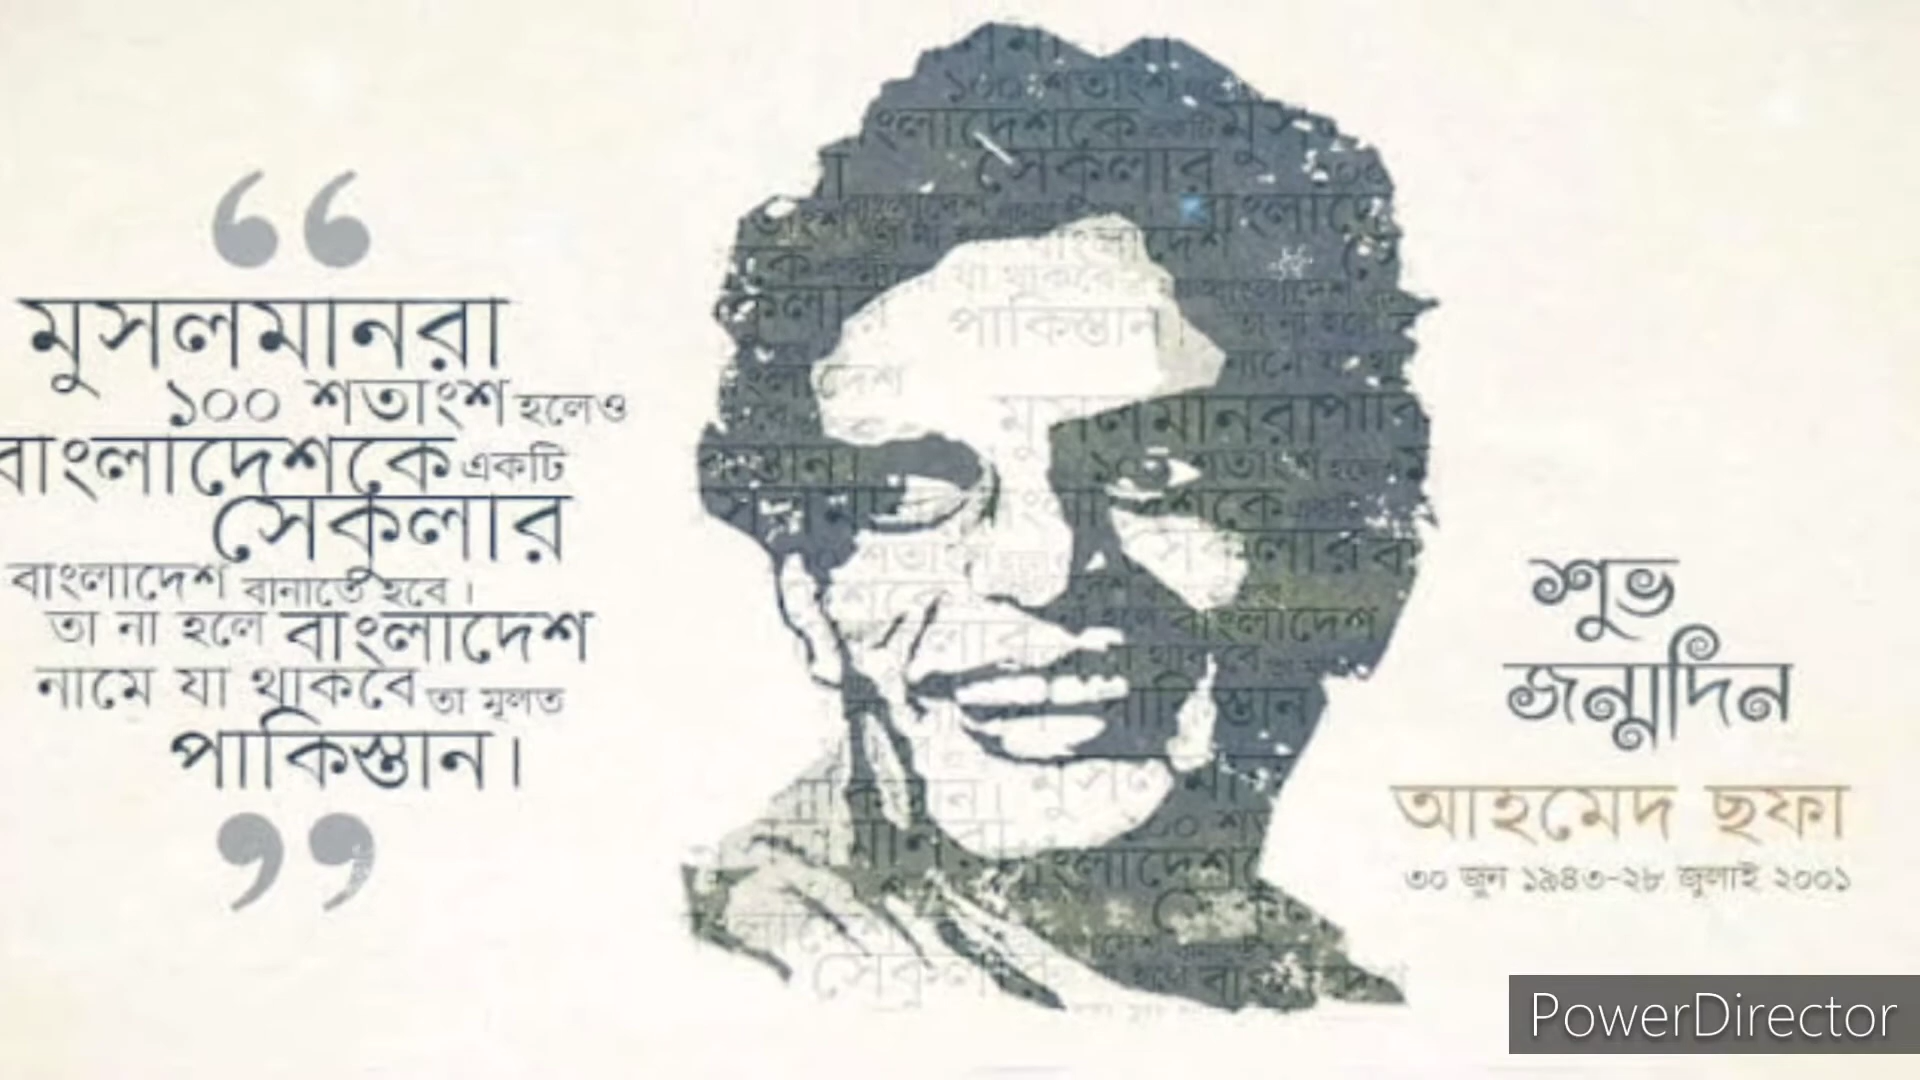 মুসলমানরা
১০০ শতাংশ হলেও
বাংলাদেশকে একটি
সেকুলার
বাংলাদেশ বানাতে হবে।
তা না হলে বাংলাদেশ
নামে যা থাকবে তা মূলত
পাকিস্তান।
শুভ
জন্মদিন
আহমেদ ছফা
৩০ জুন ১৯৪৩-২৮ জুলাই ২০০১
PowerDirector